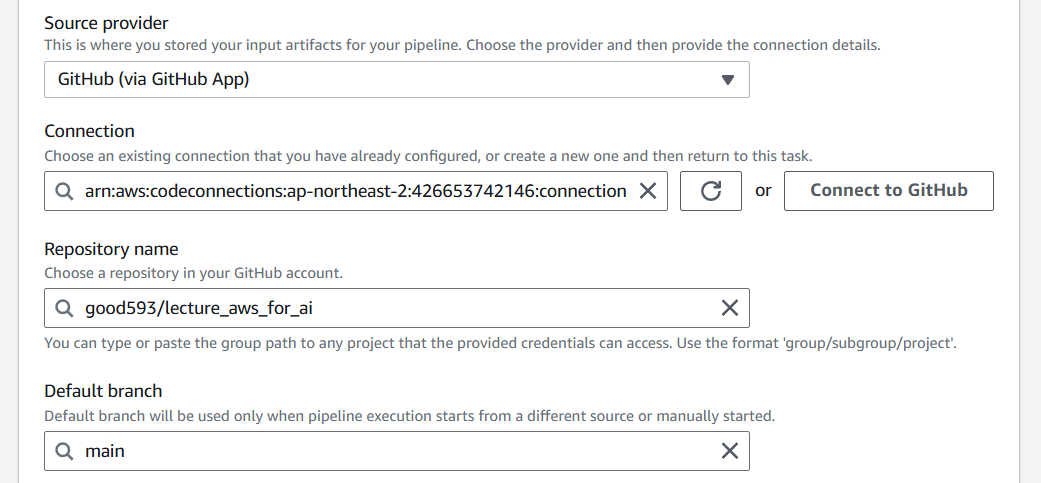 Source provider
This is where you stored your input artifacts for your pipeline. Choose the provider and then provide the connection details.
GitHub (via GitHub App)
Connection
Choose an existing connection that you have already configured, or create a new one and then return to this task.
arn:aws:codeconnections:ap-northeast-2:426653742146:connection
or
Connect to GitHub
Repository name
Choose a repository in your GitHub account.
good593/lecture_aws_for_ai
You can type or paste the group path to any project that the provided credentials can access. Use the format 'group/subgroup/project'.
Default branch
Default branch will be used only when pipeline execution starts from a different source or manually started.
main